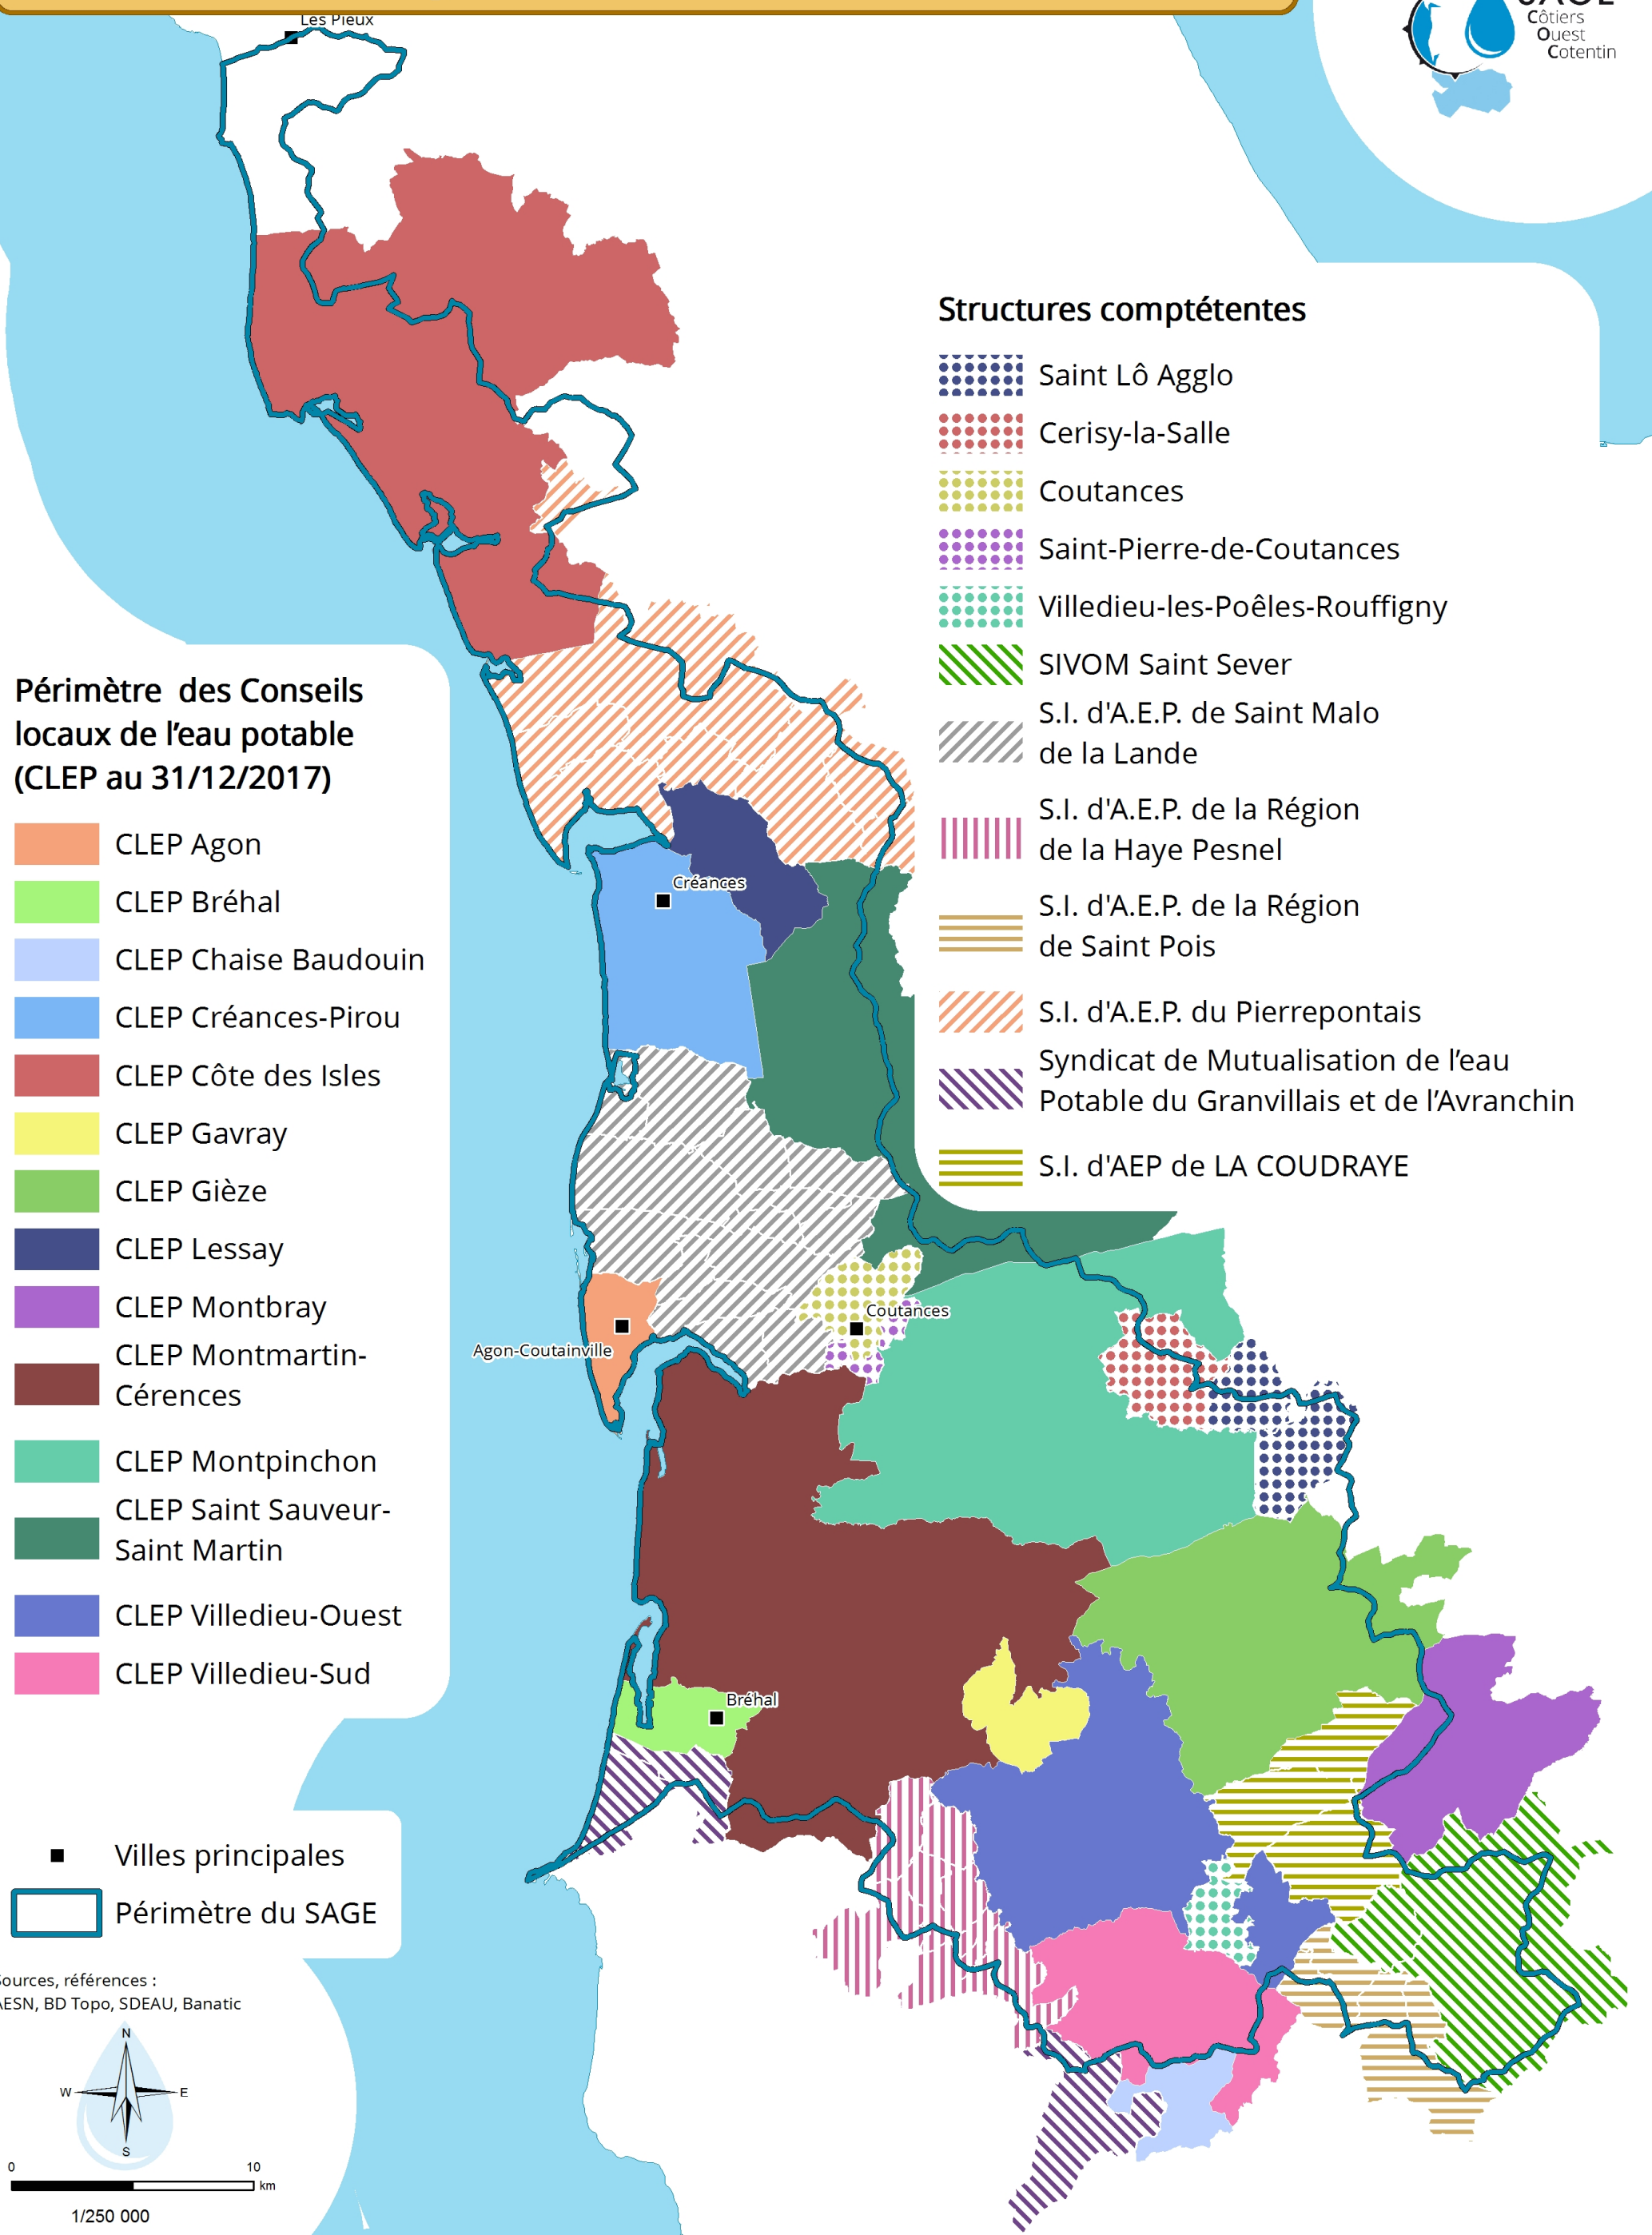 Les Pieux
Côtiers
Ouest
Cotentin
Structures comptétentes
Saint Lô Agglo
Cerisy-la-Salle
Coutances
Saint-Pierre-de-Coutances
Villedieu-les-Poêles-Rouffigny
SIVOM Saint Sever
S.I. d'A.E.P. de Saint Malo
de la Lande
S.I. d'A.E.P. de la Région
de la Haye Pesnel
S.I. d'A.E.P. de la Région
de Saint Pois
S.I. d'A.E.P. du Pierrepontais
Syndicat de Mutualisation de l’eau
Potable du Granvillais et de l’Avranchin
S.I. d'AEP de LA COUDRAYE
Périmètre des Conseils
locaux de l’eau potable
(CLEP au 31/12/2017)
CLEP Agon
CLEP Bréhal
CLEP Chaise Baudouin
CLEP Créances-Pirou
CLEP Côte des Isles
CLEP Gavray
CLEP Gièze
CLEP Lessay
CLEP Montbray
CLEP Montmartin-
Cérences
CLEP Montpinchon
CLEP Saint Sauveur-
Saint Martin
CLEP Villedieu-Ouest
CLEP Villedieu-Sud
Créances
Coutances
Agon-Coutainville
Bréhal
Villes principales
Périmètre du SAGE
Sources, références :
AESN, BD Topo, SDEAU, Banatic
N
W E
S
0 10
km
1/250 000